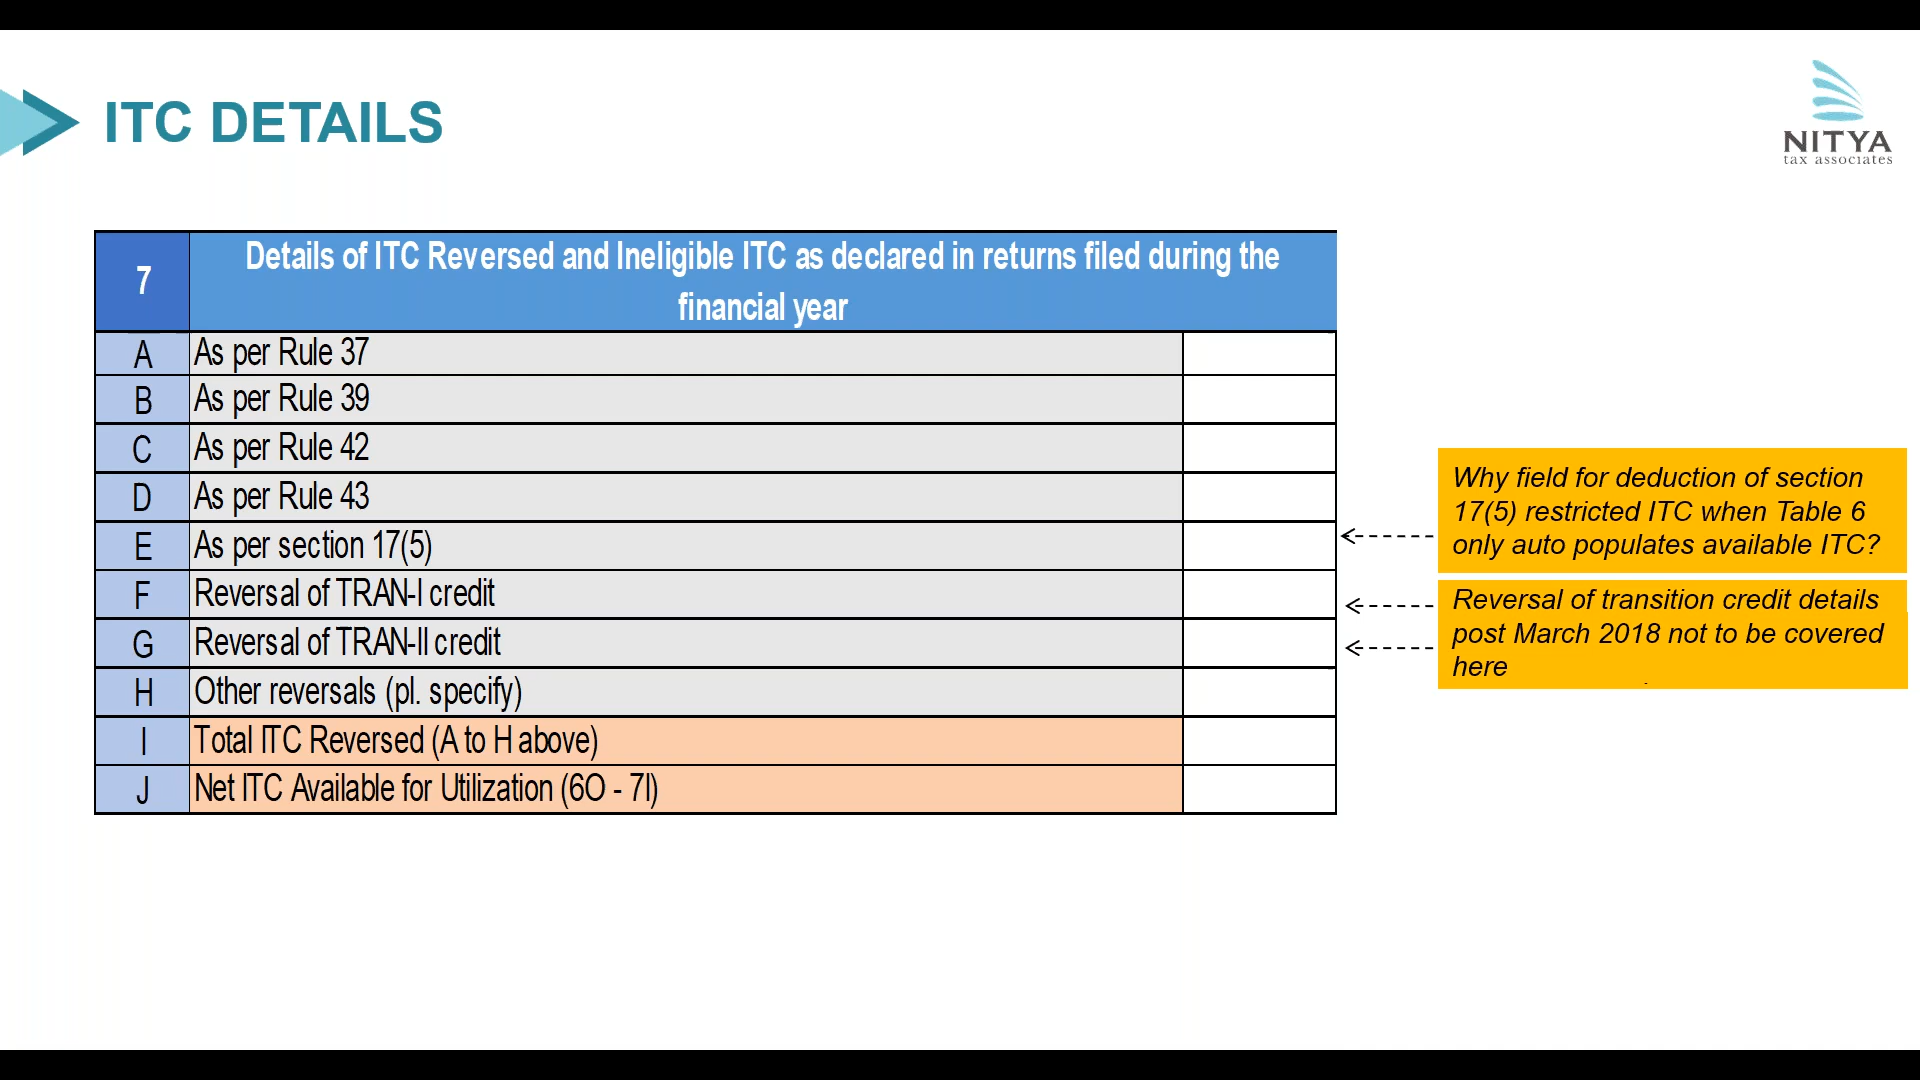 ITC DETAILS
NITYA
tax associates
7
Details of ITC Reversed and Ineligible ITC as declared in returns filed during the
financial year
A As per Rule 37
B As per Rule 39
C As per Rule 42
D As per Rule 43
E As per section 17(5)
F Reversal of TRAN-I credit
G Reversal of TRAN-II credit
H Other reversals (pl. specify)
I Total ITC Reversed (A to H above)
J Net ITC Available for Utilization (6O - 7I)
Why field for deduction of section
17(5) restricted ITC when Table 6
only auto populates available ITC?
Reversal of transition credit details
post March 2018 not to be covered
here